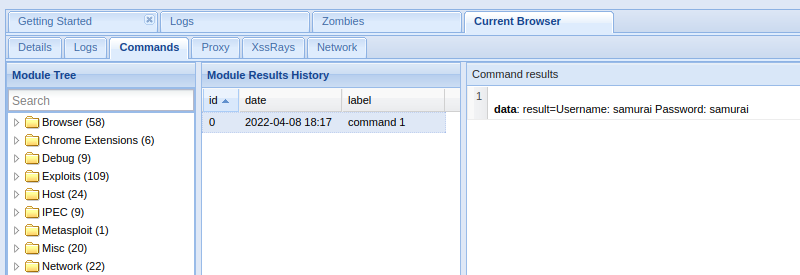 Getting Started Logs Zombies Current Browser
Details Logs Commands Proxy XssRays Network
Module Tree
Search
Browser (58)
Chrome Extensions (6)
Debug (9)
Exploits (109)
Host (24)
IPEC (9)
Metasploit (1)
Misc (20)
Network (22)
Module Results History
id date label
0 2022-04-08 18:17 command 1
Command results
1
data: result=Username: samurai Password: samurai